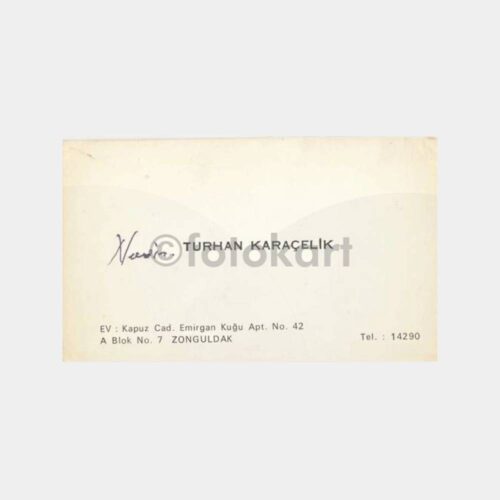 TURHAN KARAÇELİK
©fotokart
EV : Kapuz Cad. Emirgan Kuğu Apt. No. 42
A Blok No. 7 ZONGULDAK
Tel. : 14290